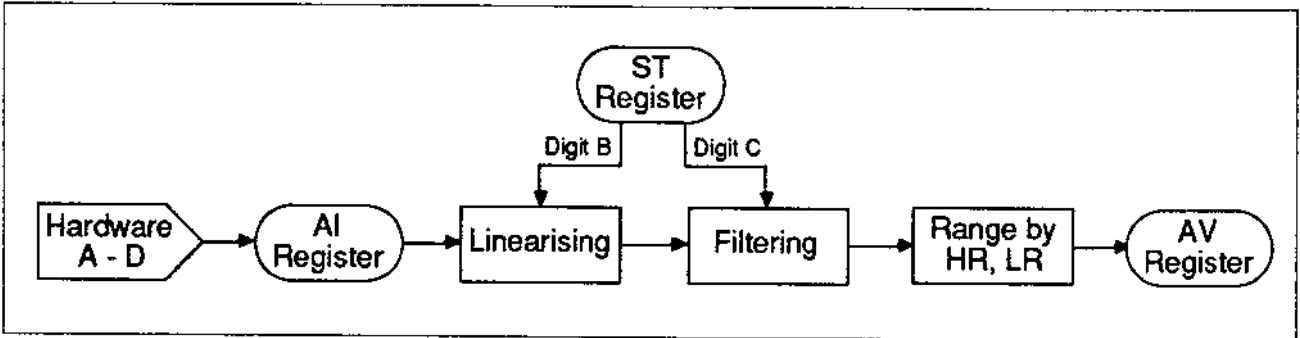 ST
Register
Digit B
Digit C
Hardware
A - D
AI
Register
Linearising
Filtering
Range by
HR, LR
AV
Register